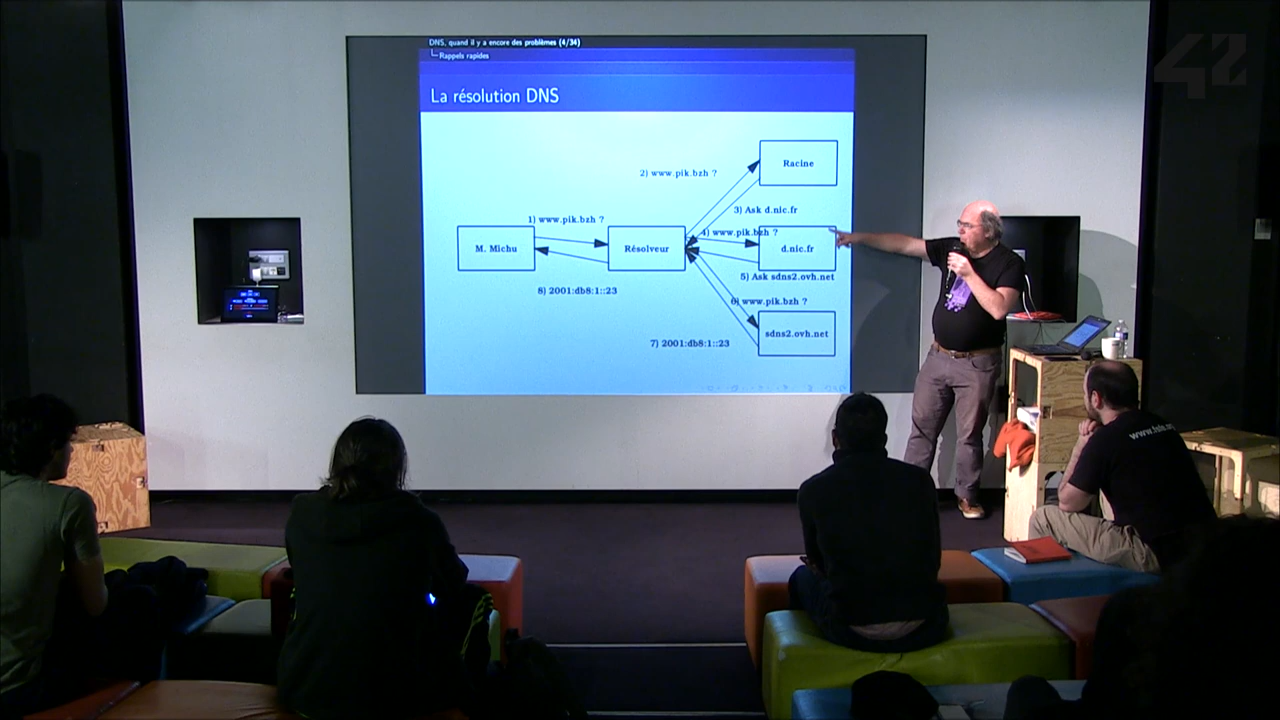 42
DNS, quand il y a encore des problèmes (4/34)
Rappels rapides
La résolution DNS
Racine
2) www.pik.bzh ?
3) Ask d.nic.fr
1) www.pik.bzh ?
4) www.pik.bzh ?
M. Michu
Résolveur
d.nic.fr
5) Ask sdns2.ovh.net
8) 2001:db8:1::23
6) www.pik.bzh ?
sdns2.ovh.net
7) 2001:db8:1::23